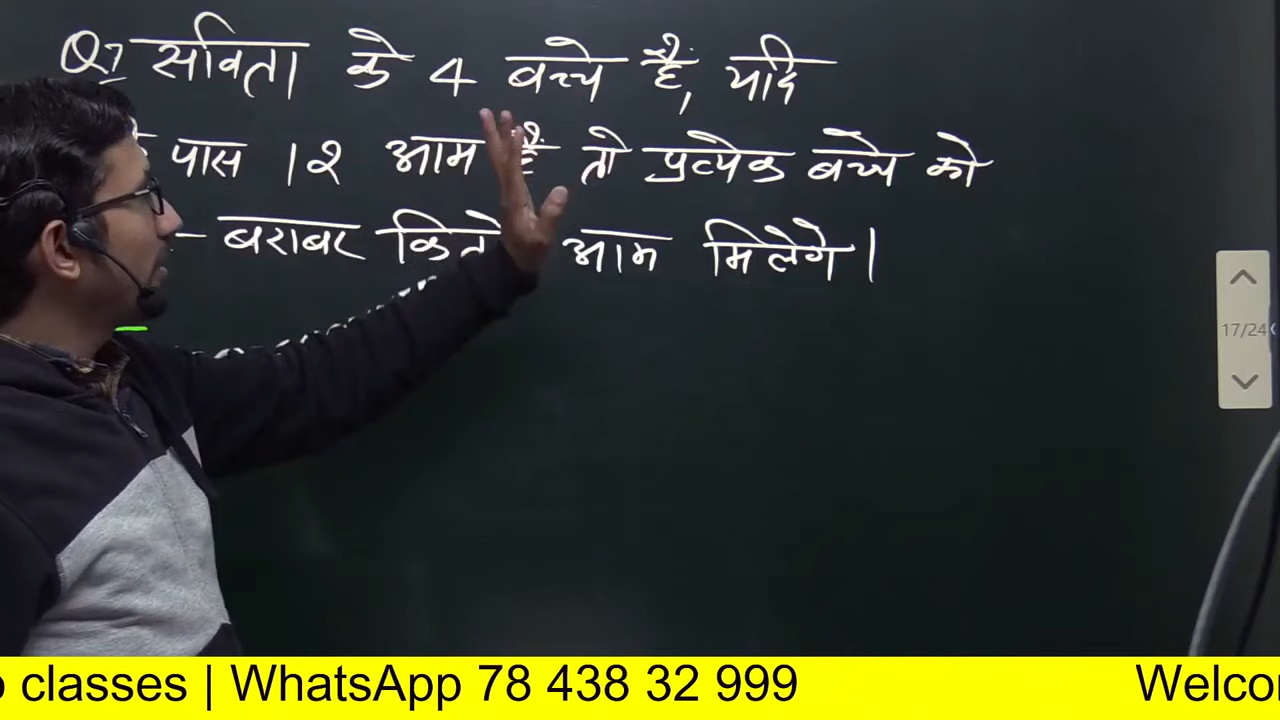 Q7 सविता के 4 बच्चे हैं, यदि
पास 12 आम हैं तो प्रत्येक बच्चे को
– बराबर आम मिलेगे।
17/24
classes | WhatsApp 78 438 32 999